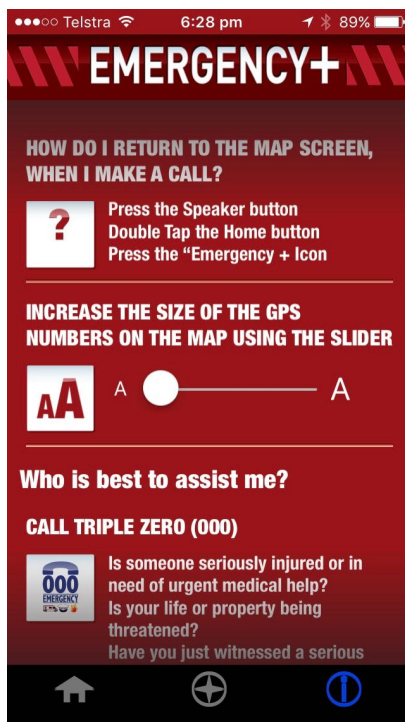 Telstra 6:28 pm 89%
EMERGENCY+
HOW DO I RETURN TO THE MAP SCREEN,
WHEN I MAKE A CALL?
?
Press the Speaker button
Double Tap the Home button
Press the “Emergency + Icon
INCREASE THE SIZE OF THE GPS
NUMBERS ON THE MAP USING THE SLIDER
AA A A
Who is best to assist me?
CALL TRIPLE ZERO (000)
000
EMERGENCY
Is someone seriously injured or in
need of urgent medical help?
Is your life or property being
threatened?
Have you just witnessed a serious